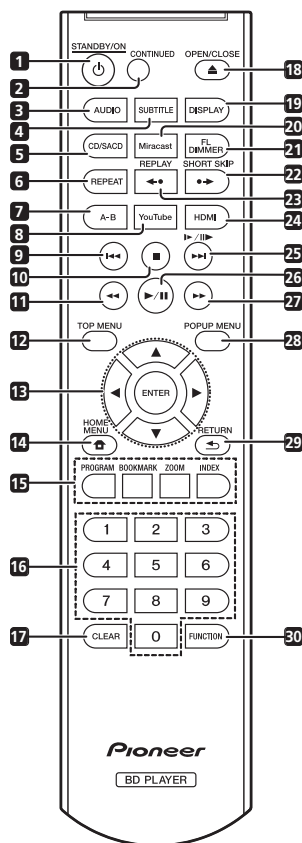 STANDBY/ON CONTINUED OPEN/CLOSE
1
2 18
3 AUDIO SUBTITLE DISPLAY 19
4 20
5 CD/SACD Miracast FL DIMMER 21
REPLAY SHORT SKIP 22
6 REPEAT 23
7 A-B YouTube HDMI 24
8
9 25
10 26
11 27
12 TOP MENU POPUP MENU 28
13 ENTER
HOME MENU RETURN
14 29
PROGRAM BOOKMARK ZOOM INDEX
15
1 2 3
16 4 5 6
7 8 9
17 CLEAR 0 FUNCTION 30
Pioneer
BD PLAYER